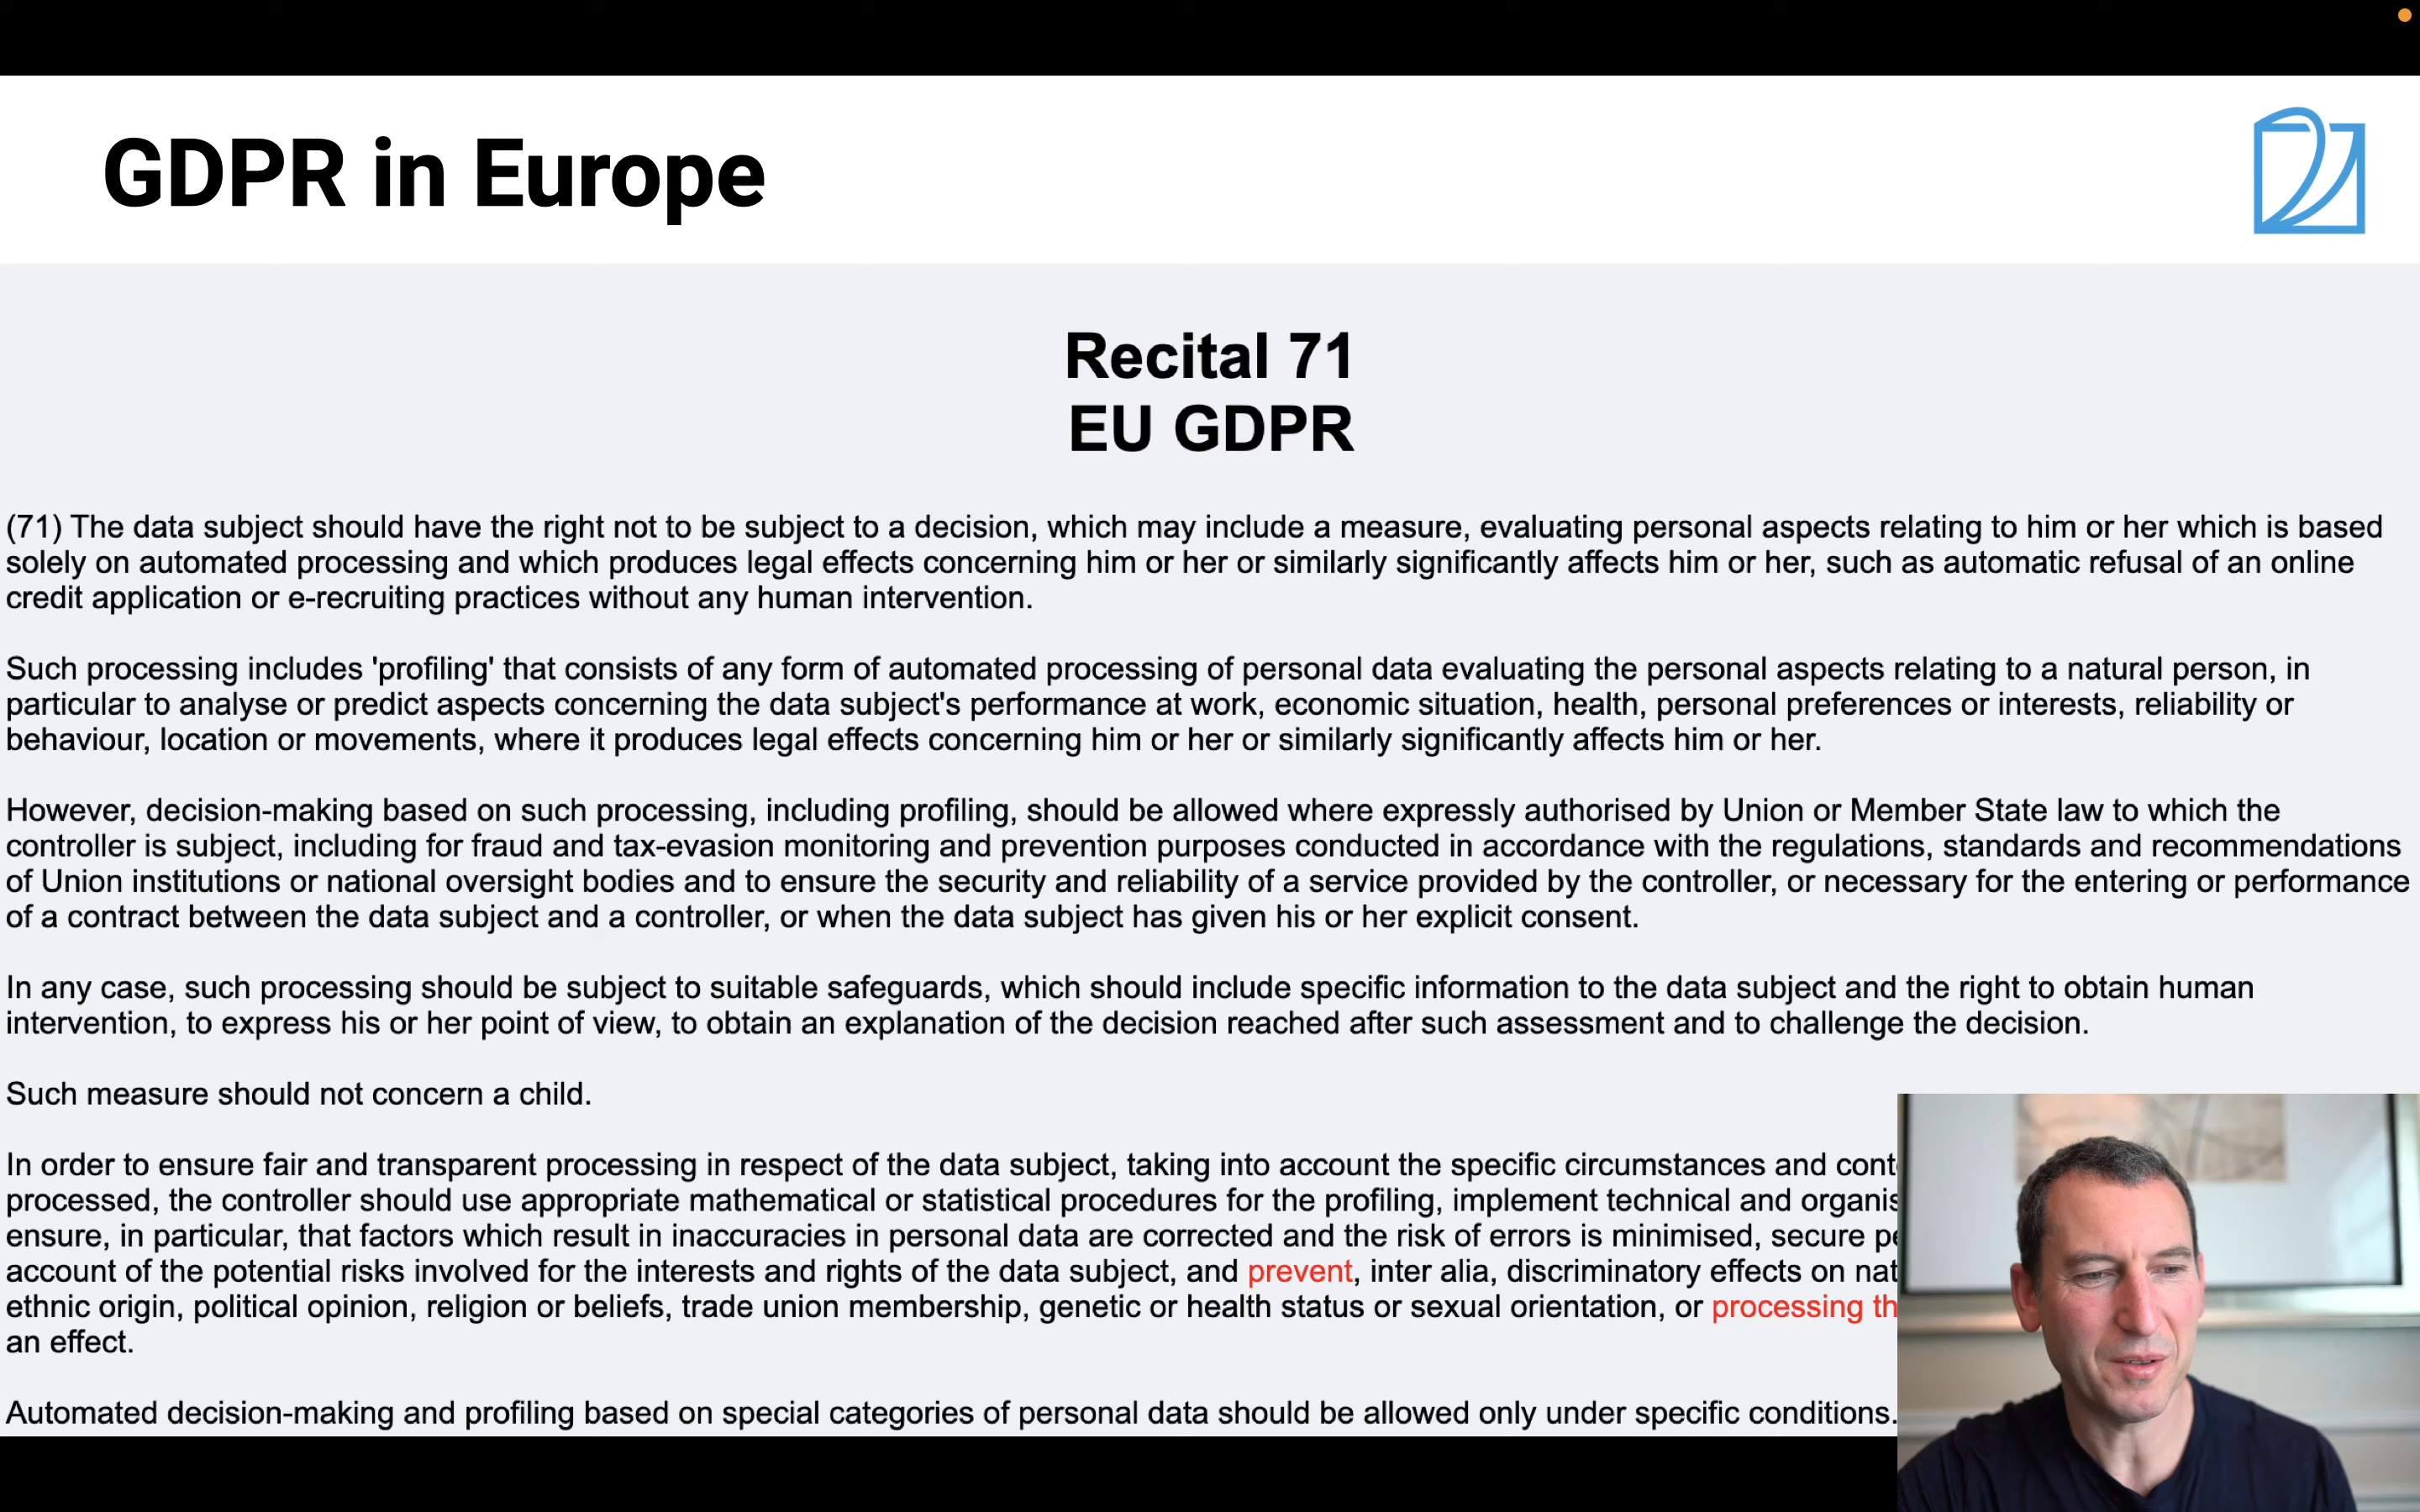 GDPR in Europe
Recital 71
EU GDPR
(71) The data subject should have the right not to be subject to a decision, which may include a measure, evaluating personal aspects relating to him or her which is based
solely on automated processing and which produces legal effects concerning him or her or similarly significantly affects him or her, such as automatic refusal of an online
credit application or e-recruiting practices without any human intervention.
Such processing includes 'profiling' that consists of any form of automated processing of personal data evaluating the personal aspects relating to a natural person, in
particular to analyse or predict aspects concerning the data subject's performance at work, economic situation, health, personal preferences or interests, reliability or
behaviour, location or movements, where it produces legal effects concerning him or her or similarly significantly affects him or her.
However, decision-making based on such processing, including profiling, should be allowed where expressly authorised by Union or Member State law to which the
controller is subject, including for fraud and tax-evasion monitoring and prevention purposes conducted in accordance with the regulations, standards and recommendations
of Union institutions or national oversight bodies and to ensure the security and reliability of a service provided by the controller, or necessary for the entering or performance
of a contract between the data subject and a controller, or when the data subject has given his or her explicit consent.
In any case, such processing should be subject to suitable safeguards, which should include specific information to the data subject and the right to obtain human
intervention, to express his or her point of view, to obtain an explanation of the decision reached after such assessment and to challenge the decision.
Such measure should not concern a child.
In order to ensure fair and transparent processing in respect of the data subject, taking into account the specific circumstances and
processed, the controller should use appropriate mathematical or statistical procedures for the profiling, implement technical and
ensure, in particular, that factors which result in inaccuracies in personal data are corrected and the risk of errors is minimised, secure
account of the potential risks involved for the interests and rights of the data subject, and prevent, inter alia, discriminatory effects on
ethnic origin, political opinion, religion or beliefs, trade union membership, genetic or health status or sexual orientation, or processing
an effect.
Automated decision-making and profiling based on special categories of personal data should be allowed only under specific conditions.